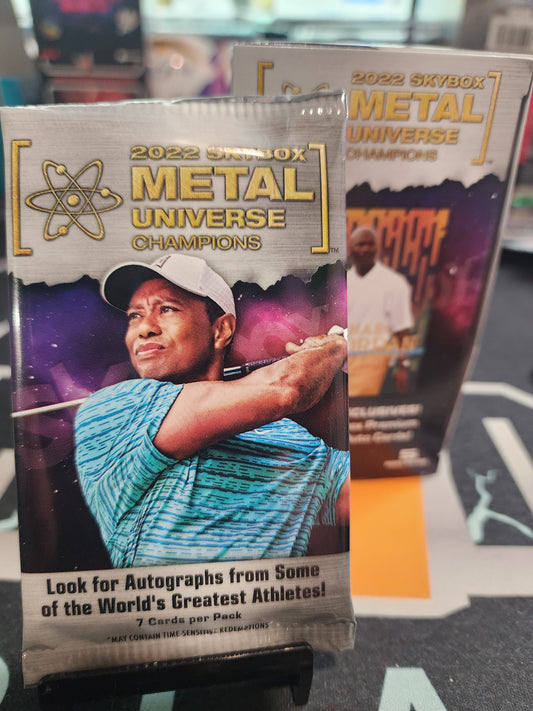 2022 SKYBOX
METAL
UNIVERSE
CHAMPIONS
TM
Look for Autographs from Some
of the World's Greatest Athletes!
7 Cards per Pack
*MAY CONTAIN TIME-SENSITIVE REDEMPTIONS
2022 SKYBOX
METAL
UNIVERSE
CHAMPIONS